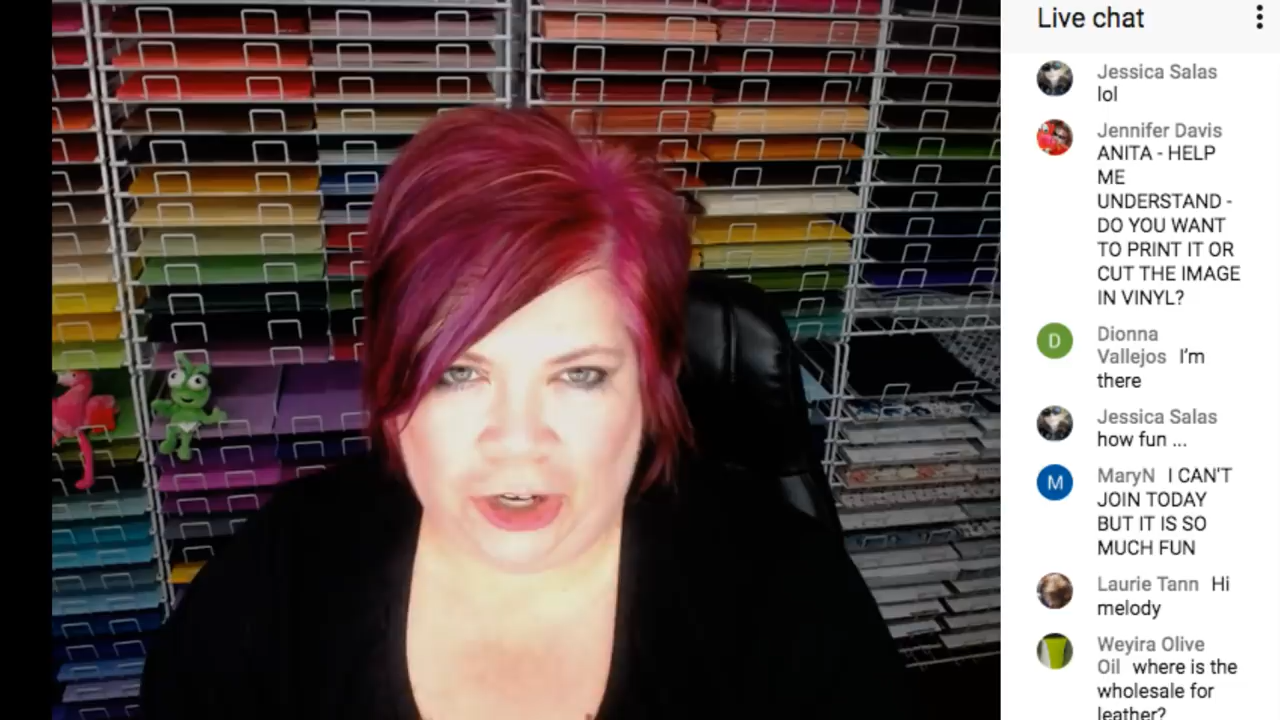 Live chat
Jessica Salas
lol
Jennifer Davis
ANITA - HELP
ME
UNDERSTAND -
DO YOU WANT
TO PRINT IT OR
CUT THE IMAGE
IN VINYL?
D
Dionna
Vallejos I'm
there
Jessica Salas
how fun ...
M
MaryN I CAN'T
JOIN TODAY
BUT IT IS SO
MUCH FUN
Laurie Tann Hi
melody
Weyira Olive
Oil where is the
wholesale for
leather?